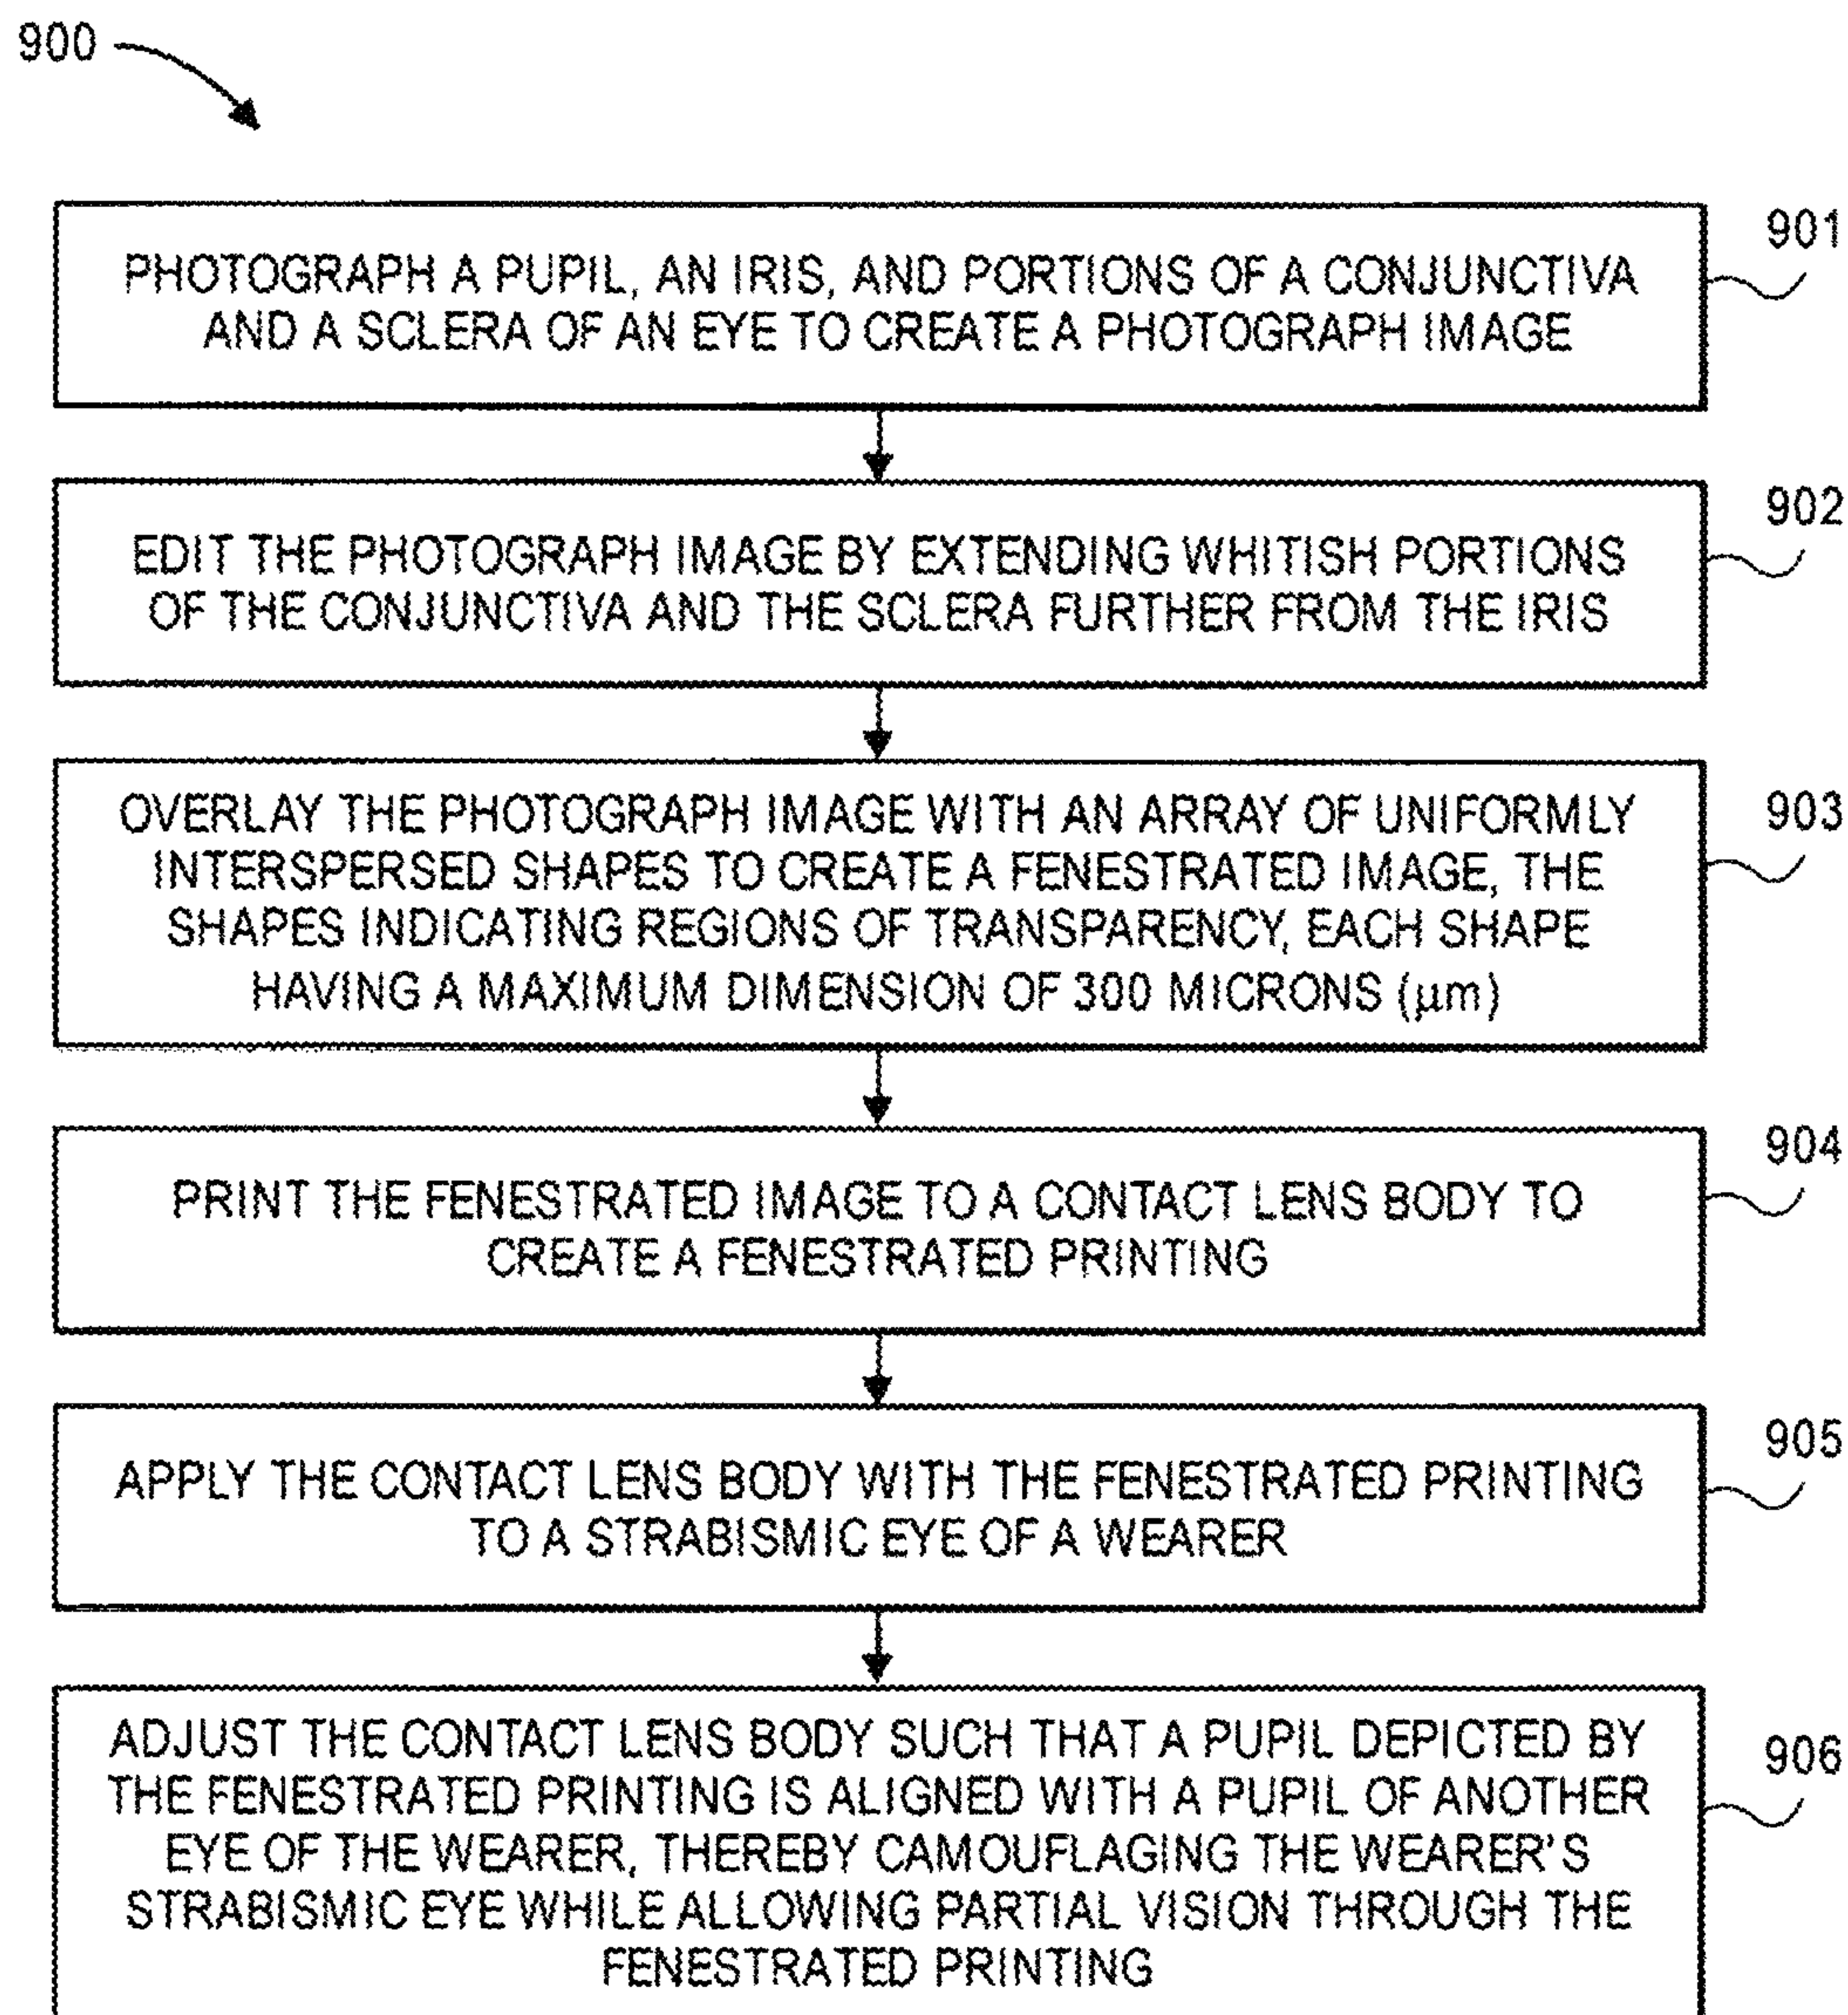 900
901
PHOTOGRAPH A PUPIL, AN IRIS, AND PORTIONS OF A CONJUNCTIVA
AND A SCLERA OF AN EYE TO CREATE A PHOTOGRAPH IMAGE
902
EDIT THE PHOTOGRAPH IMAGE BY EXTENDING WHITISH PORTIONS
OF THE CONJUNCTIVA AND THE SCLERA FURTHER FROM THE IRIS
903
OVERLAY THE PHOTOGRAPH IMAGE WITH AN ARRAY OF UNIFORMLY
INTERSPERSED SHAPES TO CREATE A FENESTRATED IMAGE, THE
SHAPES INDICATING REGIONS OF TRANSPARENCY, EACH SHAPE
HAVING A MAXIMUM DIMENSION OF 300 MICRONS (µm)
904
PRINT THE FENESTRATED IMAGE TO A CONTACT LENS BODY TO
CREATE A FENESTRATED PRINTING
905
APPLY THE CONTACT LENS BODY WITH THE FENESTRATED PRINTING
TO A STRABISMIC EYE OF A WEARER
906
ADJUST THE CONTACT LENS BODY SUCH THAT A PUPIL DEPICTED BY
THE FENESTRATED PRINTING IS ALIGNED WITH A PUPIL OF ANOTHER
EYE OF THE WEARER, THEREBY CAMOUFLAGING THE WEARER'S
STRABISMIC EYE WHILE ALLOWING PARTIAL VISION THROUGH THE
FENESTRATED PRINTING